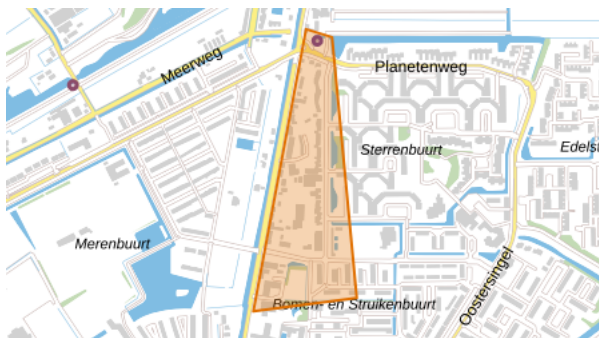 Meerweg
Planetenweg
Sterrenbuurt
Edelst
Merenbuurt
Oostersingel
Bomen- en Struikenbuurt